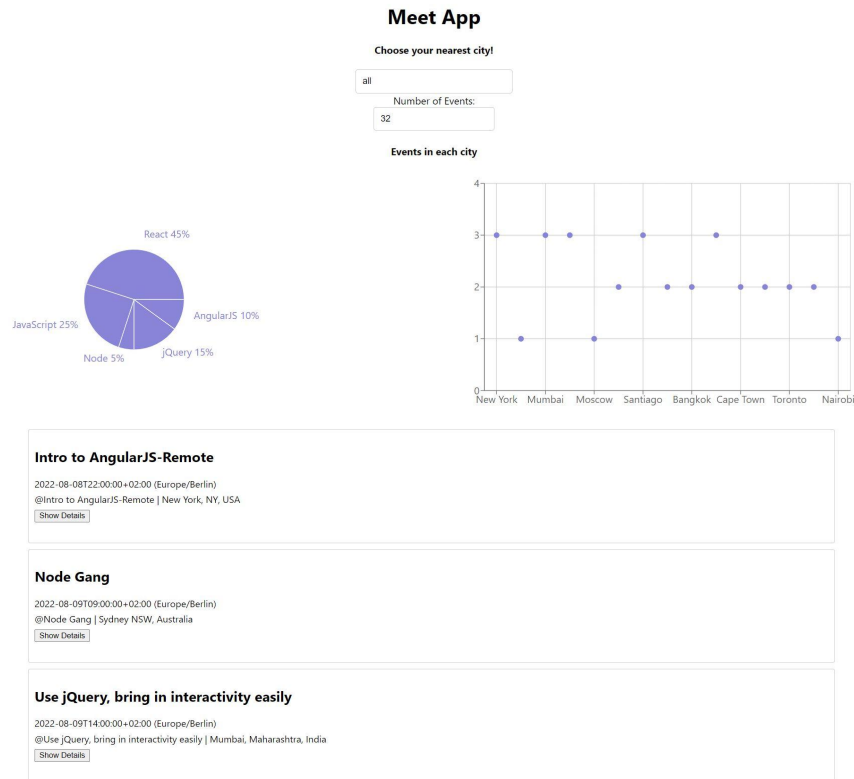 Meet App
Choose your nearest city!
all
Number of Events:
32
Events in each city
React 45%
JavaScript 25%
Node 5%
jQuery 15%
AngularJS 10%
4
3
2
1
0
New York Mumbai Moscow Santiago Bangkok Cape Town Toronto Nairobi
Intro to AngularJS-Remote
2022-08-08T22:00:00+02:00 (Europe/Berlin)
@Intro to AngularJS-Remote | New York, NY, USA
Show Details
Node Gang
2022-08-09T09:00:00+02:00 (Europe/Berlin)
@Node Gang | Sydney NSW, Australia
Show Details
Use jQuery, bring in interactivity easily
2022-08-09T14:00:00+02:00 (Europe/Berlin)
@Use jQuery, bring in interactivity easily | Mumbai, Maharashtra, India
Show Details